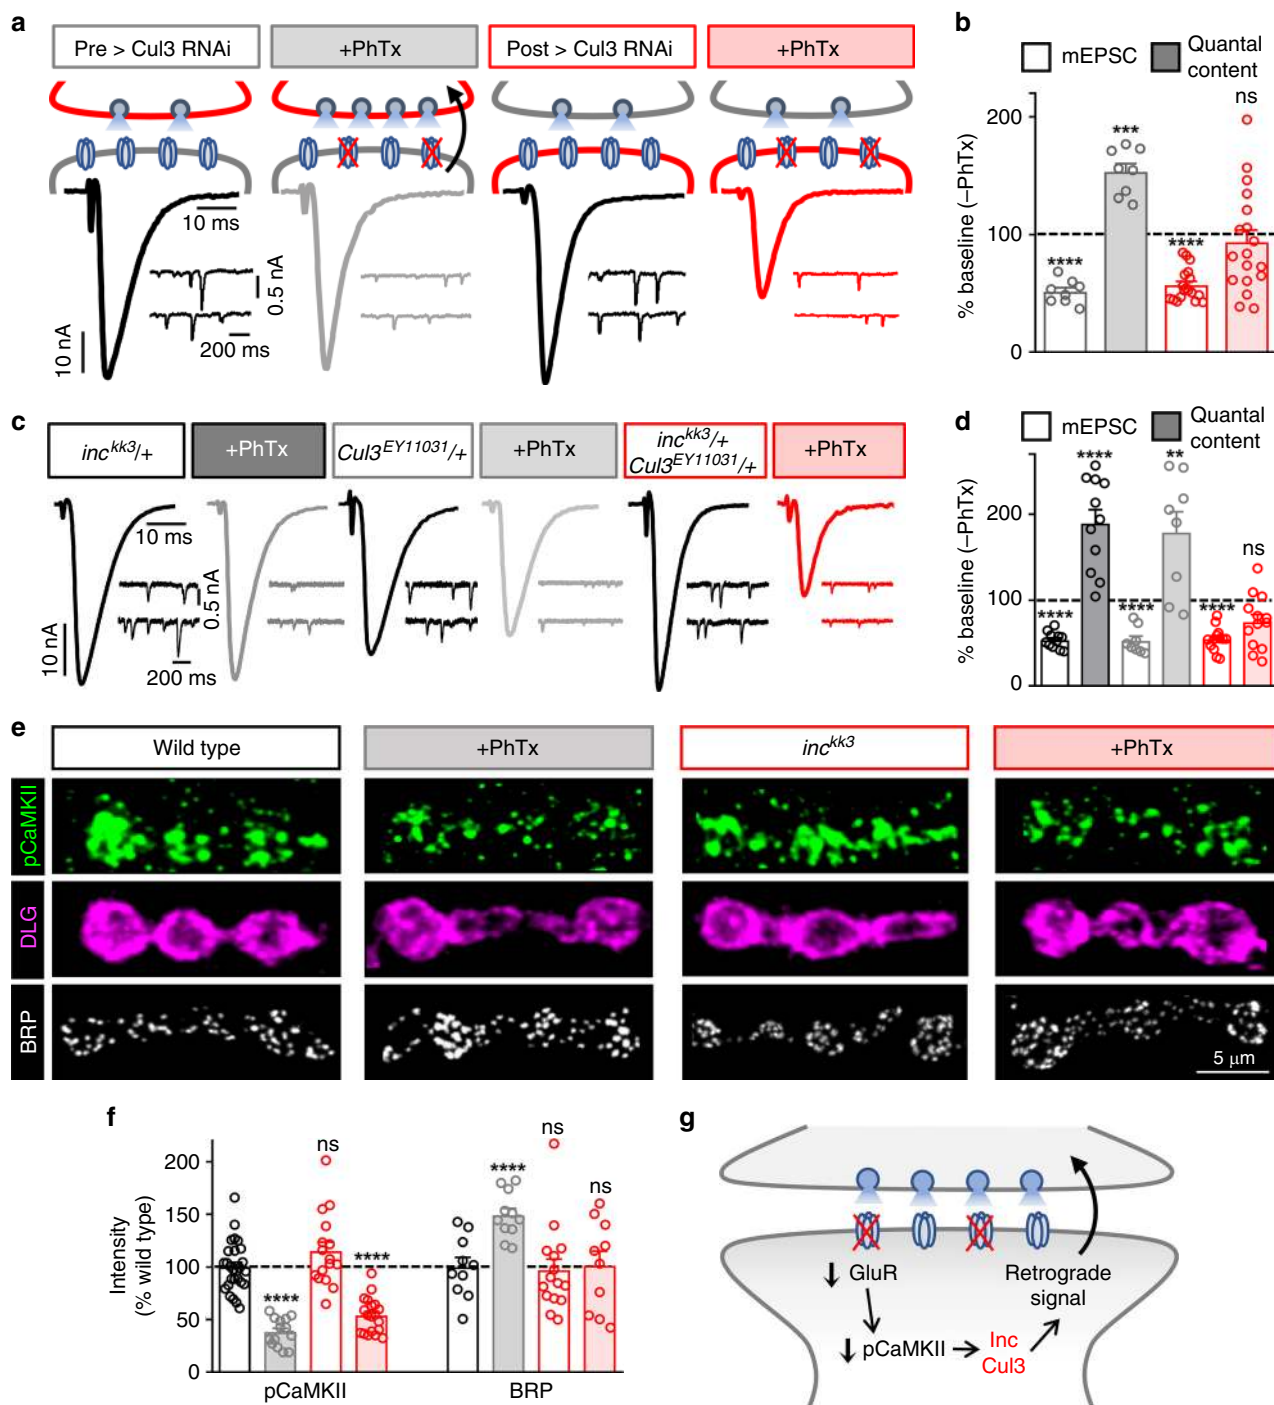 a
Pre > Cul3 RNAi
+PhTx
Post > Cul3 RNAi
+PhTx
10 ms
0.5 nA
10 nA
200 ms
b
mEPSC
Quantal
content
% baseline (–PhTx)
200
100
0
****
***
****
ns
c
inc^kk3/+
+PhTx
Cul3^EY11031/+
+PhTx
inc^kk3/+
Cul3^EY11031/+
+PhTx
10 ms
0.5 nA
10 nA
200 ms
d
mEPSC
Quantal
content
% baseline (–PhTx)
200
100
0
****
****
****
**
****
ns
e
Wild type
+PhTx
inc^kk3
+PhTx
pCaMKII
DLG
BRP
5 µm
f
Intensity
(% wild type)
200
150
100
50
0
****
ns
****
****
ns
ns
pCaMKII
BRP
g
GluR
Retrograde
signal
pCaMKII
Inc
Cul3